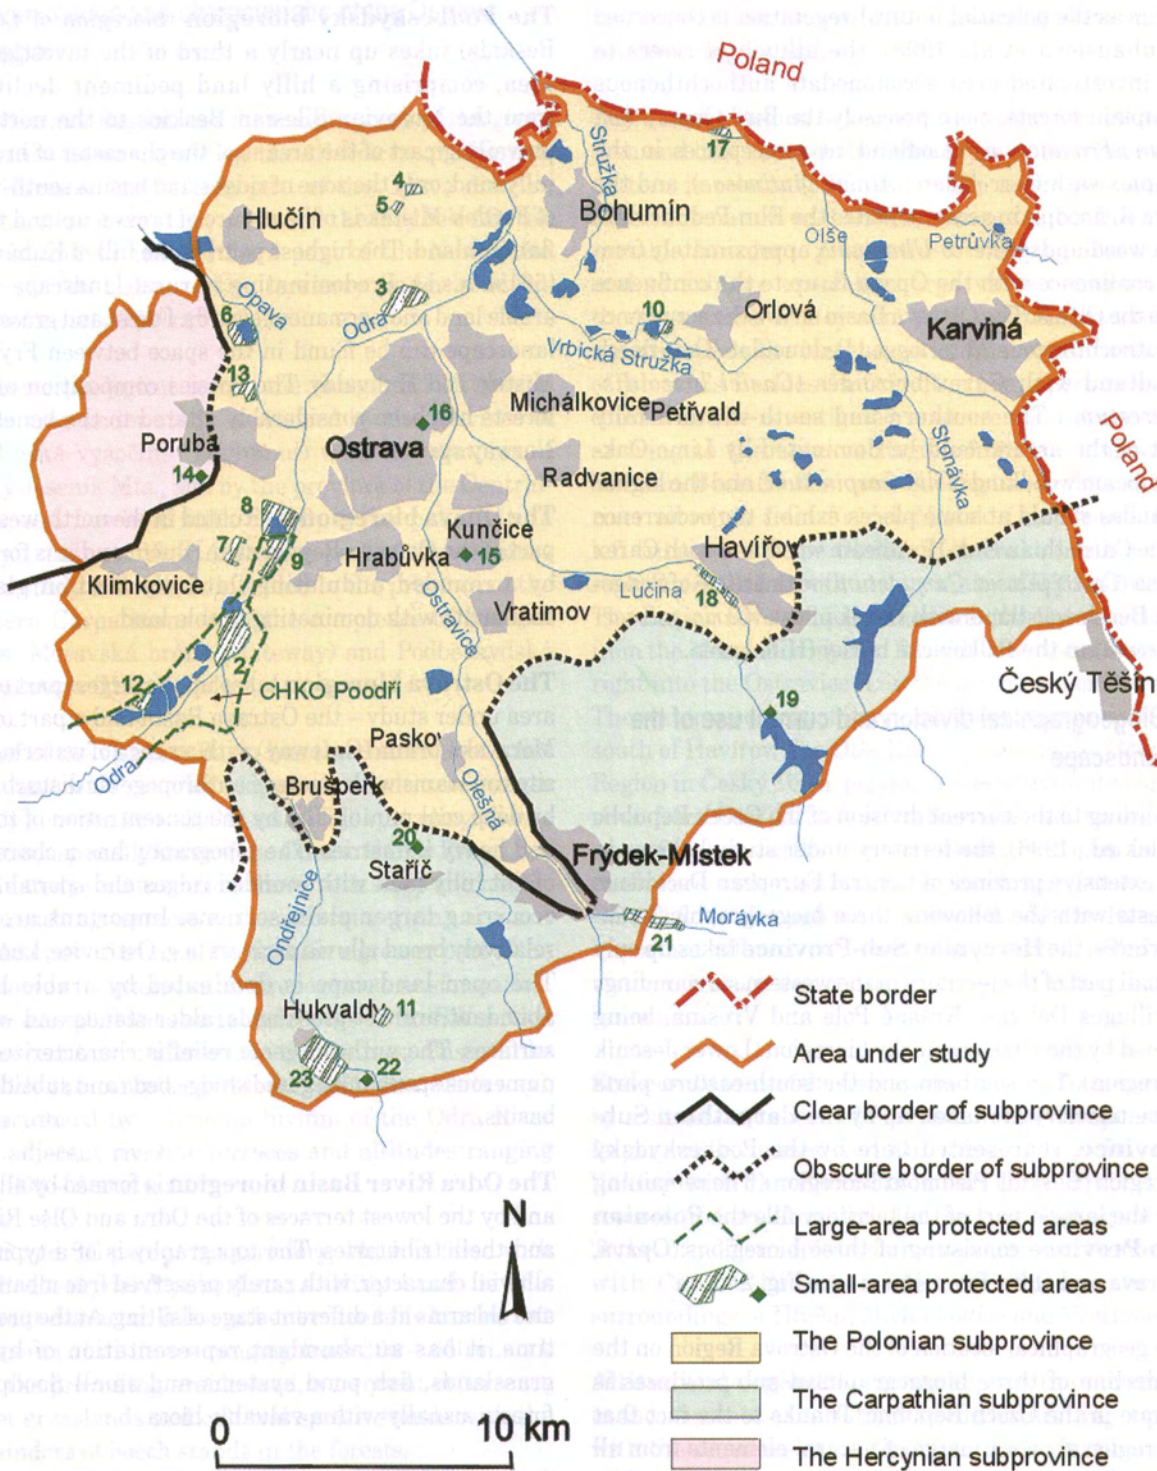 Poland
17
Stružka
4
5
Bohumín
Hlučín
Olše
Petrůvka
Opava
3
6
Odra
10
Orlová
Karviná
Vrbická Stružka
13
Michálkovice
Petřvald
16
Poruba
Ostrava
Poland
Stonávka
14
Radvanice
8
Kunčice
7
9
Hrabůvka
15
Havířov
Klimkovice
Lučina
18
Vratimov
Ostravice
2
12
CHKO Poodří
Český Těšín
19
Paskov
Odra
Olešná
Brušperk
20
Frýdek-Místek
Staříč
Ondřejnice
Morávka
21
Hukvaldy
11
23
22
State border
Area under study
Clear border of subprovince
Obscure border of subprovince
Large-area protected areas
Small-area protected areas
The Polonian subprovince
The Carpathian subprovince
The Hercynian subprovince
N
0
10 km